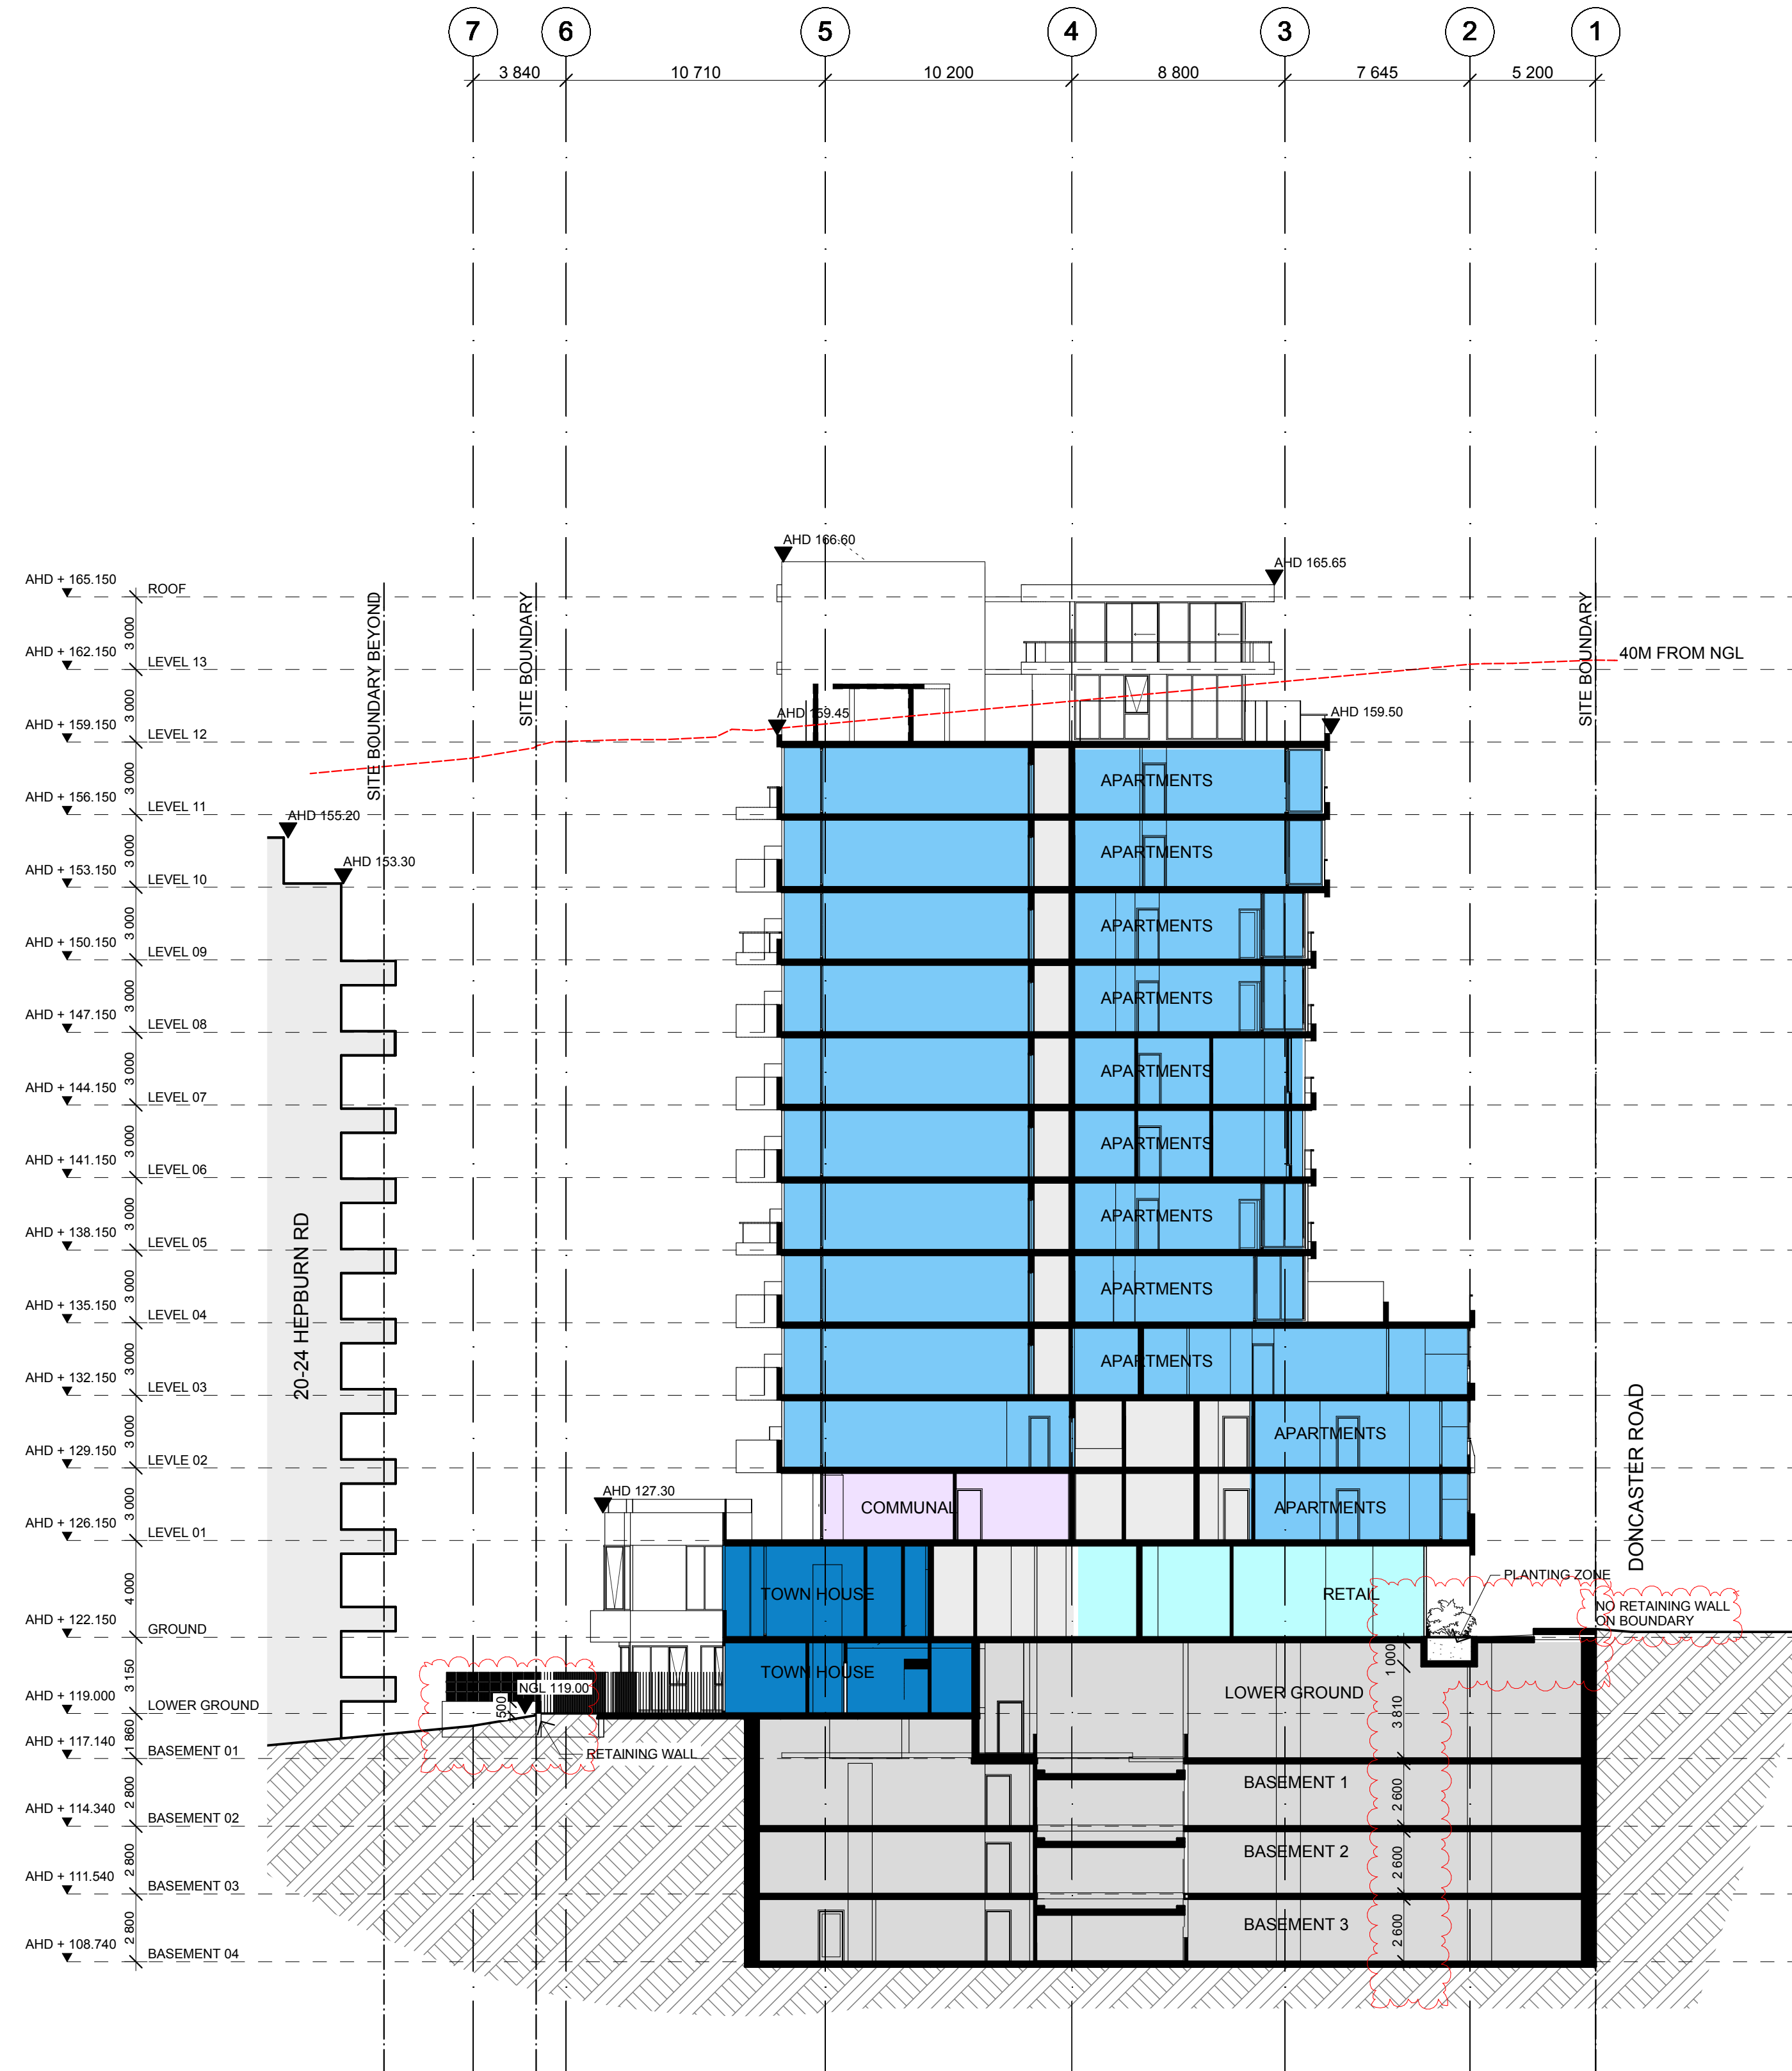 7 6 5 4 3 2 1
3 840 10 710 10 200 8 800 7 645 5 200
AHD 166.60
AHD 165.65
AHD + 165.150 ROOF
3 000
SITE BOUNDARY BEYOND
SITE BOUNDARY
SITE BOUNDARY
AHD + 162.150 LEVEL 13
40M FROM NGL
3 000
AHD 159.45
AHD 159.50
AHD + 159.150 LEVEL 12
3 000
APARTMENTS
AHD + 156.150 LEVEL 11
AHD 155.20
3 000
APARTMENTS
AHD 153.30
AHD + 153.150 LEVEL 10
3 000
APARTMENTS
AHD + 150.150 LEVEL 09
3 000
APARTMENTS
AHD + 147.150 LEVEL 08
3 000
APARTMENTS
AHD + 144.150 LEVEL 07
3 000
APARTMENTS
AHD + 141.150 LEVEL 06
3 000
APARTMENTS
AHD + 138.150 LEVEL 05
20-24 HEPBURN RD
3 000
APARTMENTS
AHD + 135.150 LEVEL 04
3 000
APARTMENTS
AHD + 132.150 LEVEL 03
DONCASTER ROAD
3 000
APARTMENTS
AHD + 129.150 LEVLE 02
3 000
AHD 127.30
COMMUNAL
APARTMENTS
AHD + 126.150 LEVEL 01
4 000
TOWN HOUSE
RETAIL
PLANTING ZONE
NO RETAINING WALL
ON BOUNDARY
AHD + 122.150 GROUND
3 150
1 000
TOWN HOUSE
NGL 119.00
LOWER GROUND
500
3 810
AHD + 119.000 LOWER GROUND
1 860
RETAINING WALL
AHD + 117.140 BASEMENT 01
2 800
BASEMENT 1
2 600
AHD + 114.340 BASEMENT 02
2 800
BASEMENT 2
2 600
AHD + 111.540 BASEMENT 03
2 800
BASEMENT 3
2 600
AHD + 108.740 BASEMENT 04